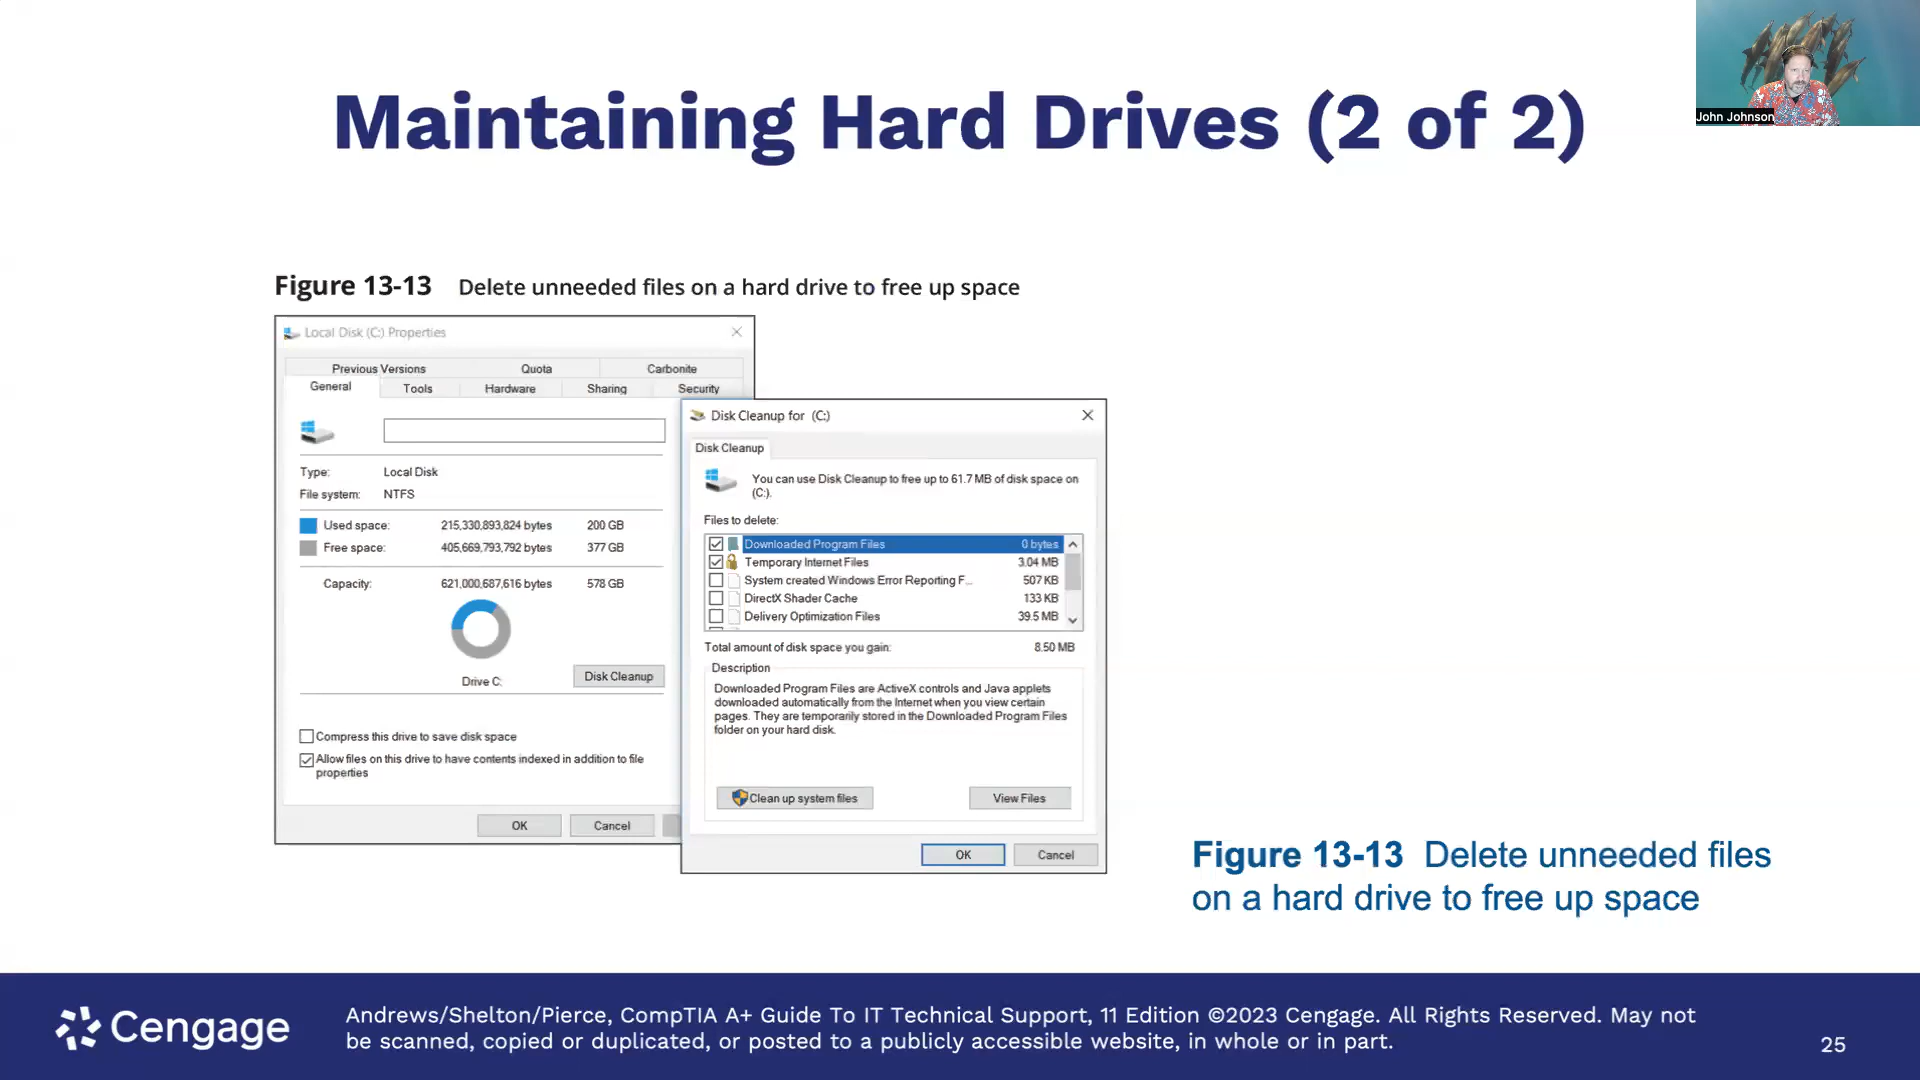 John Johnson
Maintaining Hard Drives (2 of 2)
Figure 13-13 Delete unneeded files on a hard drive to free up space
Local Disk (C:) Properties
Previous Versions Quota Carbonite
General Tools Hardware Sharing Security
Type: Local Disk
File system: NTFS
Used space: 215,330,893,824 bytes 200 GB
Free space: 405,669,793,792 bytes 377 GB
Capacity: 621,000,687,616 bytes 578 GB
Drive C:
Disk Cleanup
Compress this drive to save disk space
Allow files on this drive to have contents indexed in addition to file
properties
OK Cancel
Disk Cleanup for (C:)
Disk Cleanup
You can use Disk Cleanup to free up to 61.7 MB of disk space on
(C:).
Files to delete:
Downloaded Program Files 0 bytes
Temporary Internet Files 3.04 MB
System created Windows Error Reporting F... 507 KB
DirectX Shader Cache 133 KB
Delivery Optimization Files 39.5 MB
Total amount of disk space you gain: 8.50 MB
Description
Downloaded Program Files are ActiveX controls and Java applets
downloaded automatically from the Internet when you view certain
pages. They are temporarily stored in the Downloaded Program Files
folder on your hard disk.
Clean up system files View Files
OK Cancel
Figure 13-13 Delete unneeded files
on a hard drive to free up space
Cengage
Andrews/Shelton/Pierce, CompTIA A+ Guide To IT Technical Support, 11 Edition ©2023 Cengage. All Rights Reserved. May not
be scanned, copied or duplicated, or posted to a publicly accessible website, in whole or in part.
25